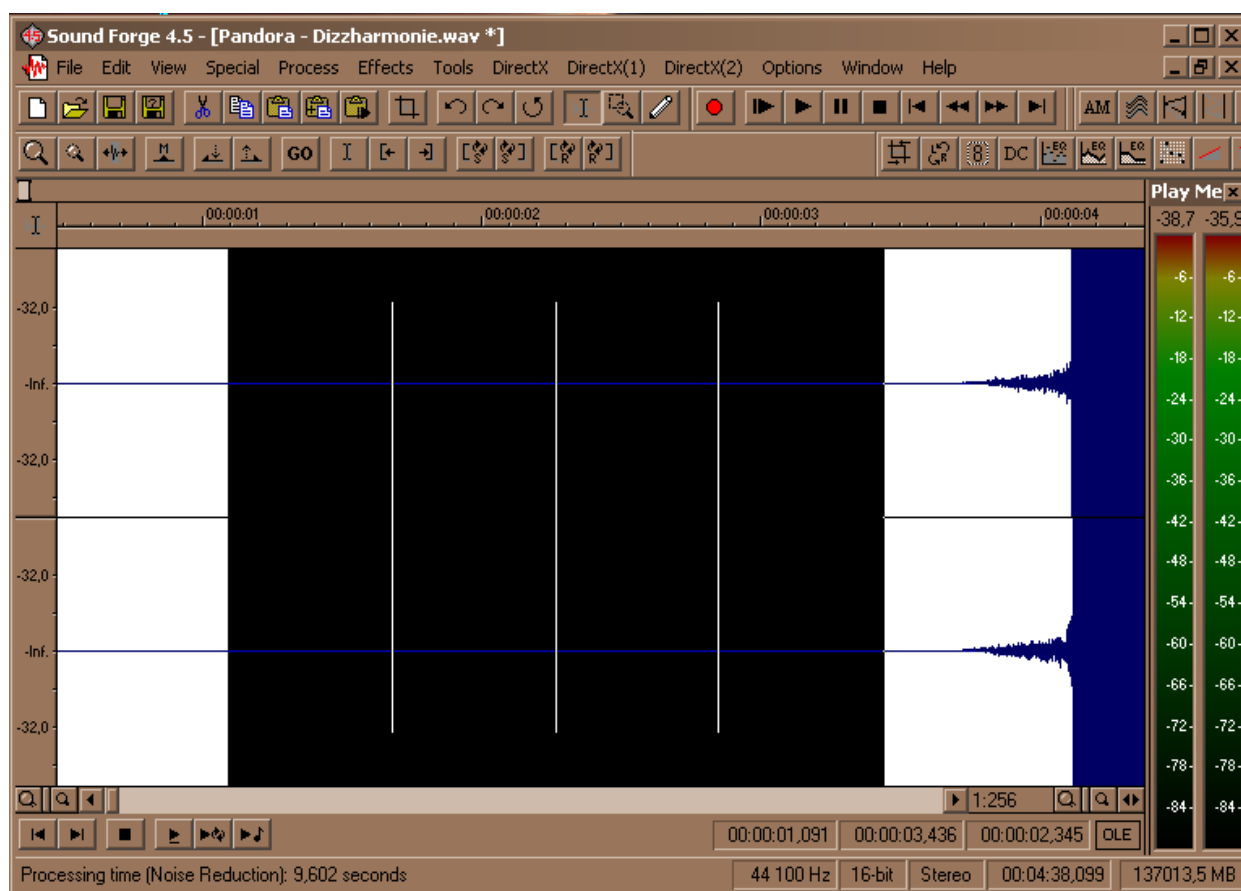 Sound Forge 4.5 - [Pandora - Dizzharmonie.wav *]
File Edit View Special Process Effects Tools DirectX DirectX(1) DirectX(2) Options Window Help
AM
M GO S S R R 8 DC EQ EQ EQ
Play Me
00:00:01 00:00:02 00:00:03 00:00:04
-38,7 -35,9
-32,0
-Inf.
-32,0
-32,0
-Inf.
-32,0
-6- -6-
-12- -12-
-18- -18-
-24- -24-
-30- -30-
-36- -36-
-42- -42-
-48- -48-
-54- -54-
-60- -60-
-66- -66-
-72- -72-
-78- -78-
-84- -84-
1:256
00:00:01,091 00:00:03,436 00:00:02,345 OLE
Processing time (Noise Reduction): 9,602 seconds
44 100 Hz 16-bit Stereo 00:04:38,099 137013,5 MB